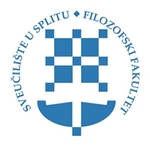 SVEUČILIŠTE U SPLITU ◆ FILOZOFSKI FAKULTET